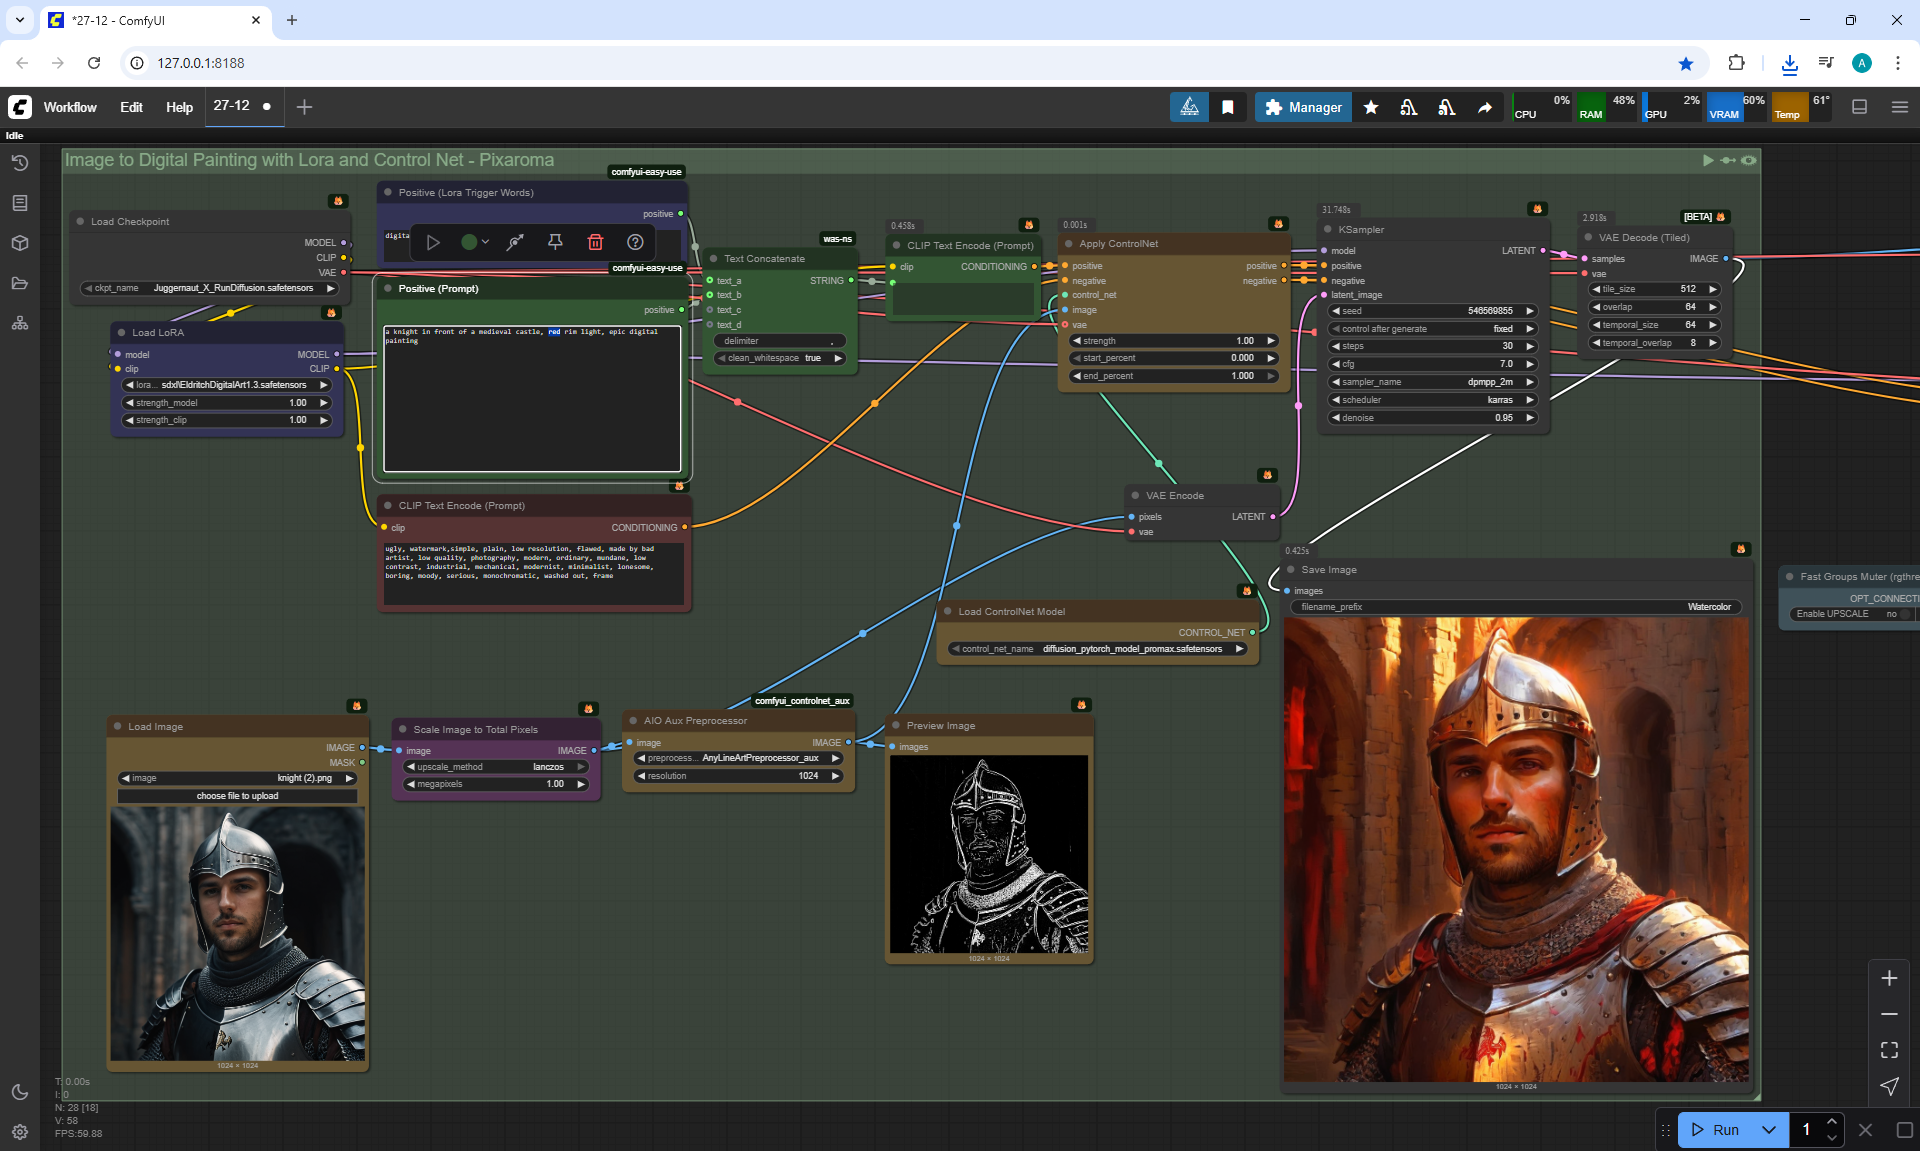 *27-12 - ComfyUI
127.0.0.1:8188
A
Workflow
Edit
Help
27-12
Manager
CPU 0%
RAM 48%
GPU 2%
VRAM 60%
Temp 61°
Idle
Image to Digital Painting with Lora and Control Net - Pixaroma
Load Checkpoint
MODEL
CLIP
VAE
ckpt_name Juggernaut_X_RunDiffusion.safetensors
Load LoRA
model MODEL
clip CLIP
lora... sdxl\EldritchDigitalArt1.3.safetensors
strength_model 1.00
strength_clip 1.00
comfyui-easy-use
Positive (Lora Trigger Words)
positive
digita
comfyui-easy-use
Positive (Prompt)
positive
a knight in front of a medieval castle, red rim light, epic digital
painting
CLIP Text Encode (Prompt)
clip CONDITIONING
ugly, watermark,simple, plain, low resolution, flawed, made by bad
artist, low quality, photography, modern, ordinary, mundane, low
contrast, industrial, mechanical, modernist, minimalist, lonesome,
boring, moody, serious, monochromatic, washed out, frame
was-ns
Text Concatenate
text_a STRING
text_b
text_c
text_d
delimiter .
clean_whitespace true
0.458s
CLIP Text Encode (Prompt)
clip CONDITIONING
0.001s
Apply ControlNet
positive positive
negative negative
control_net
image
vae
strength 1.00
start_percent 0.000
end_percent 1.000
31.748s
KSampler
model LATENT
positive
negative
latent_image
seed 546569855
control after generate fixed
steps 30
cfg 7.0
sampler_name dpmpp_2m
scheduler karras
denoise 0.95
2.918s
[BETA]
VAE Decode (Tiled)
samples IMAGE
vae
tile_size 512
overlap 64
temporal_size 64
temporal_overlap 8
VAE Encode
pixels LATENT
vae
Load ControlNet Model
CONTROL_NET
control_net_name diffusion_pytorch_model_promax.safetensors
0.425s
Save Image
images
filename_prefix Watercolor
1024 × 1024
Fast Groups Muter (rgthre
OPT_CONNECTI
Enable UPSCALE no
Load Image
IMAGE
MASK
image knight (2).png
choose file to upload
1024 × 1024
Scale Image to Total Pixels
image IMAGE
upscale_method lanczos
megapixels 1.00
comfyui_controlnet_aux
AIO Aux Preprocessor
image IMAGE
preprocess... AnyLineArtPreprocessor_aux
resolution 1024
Preview Image
images
1024 × 1024
T: 0.00s
I: 0
N: 28 [18]
V: 58
FPS:59.88
Run
1